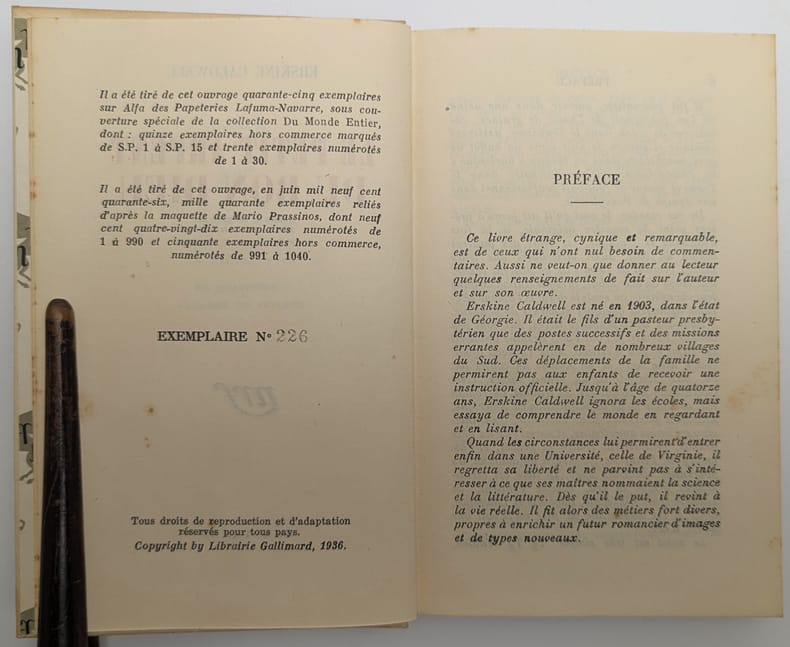 Il a été tiré de cet ouvrage quarante-cinq exemplaires
sur Alfa des Papeteries Lafuma-Navarre, sous cou-
verture spéciale de la collection Du Monde Entier,
dont : quinze exemplaires hors commerce marqués
de S.P. 1 à S.P. 15 et trente exemplaires numérotés
de 1 à 30.
Il a été tiré de cet ouvrage, en juin mil neuf cent
quarante-six, mille quarante exemplaires reliés
d'après la maquette de Mario Prassinos, dont neuf
cent quatre-vingt-dix exemplaires numérotés de
1 à 990 et cinquante exemplaires hors commerce,
numérotés de 991 à 1040.
EXEMPLAIRE N° 226
Tous droits de reproduction et d'adaptation
réservés pour tous pays.
Copyright by Librairie Gallimard, 1936.
PRÉFACE
Ce livre étrange, cynique et remarquable,
est de ceux qui n'ont nul besoin de commen-
taires. Aussi ne veut-on que donner au lecteur
quelques renseignements de fait sur l'auteur
et sur son œuvre.
Erskine Caldwell est né en 1903, dans l'état
de Géorgie. Il était le fils d'un pasteur presby-
térien que des postes successifs et des missions
errantes appelèrent en de nombreux villages
du Sud. Ces déplacements de la famille ne
permirent pas aux enfants de recevoir une
instruction officielle. Jusqu'à l'âge de quatorze
ans, Erskine Caldwell ignora les écoles, mais
essaya de comprendre le monde en regardant
et en lisant.
Quand les circonstances lui permirent d'entrer
enfin dans une Université, celle de Virginie, il
regretta sa liberté et ne parvint pas à s'inté-
resser à ce que ses maîtres nommaient la science
et la littérature. Dès qu'il le put, il revint à
la vie réelle. Il fit alors des métiers fort divers,
propres à enrichir un futur romancier d'images
et de types nouveaux.